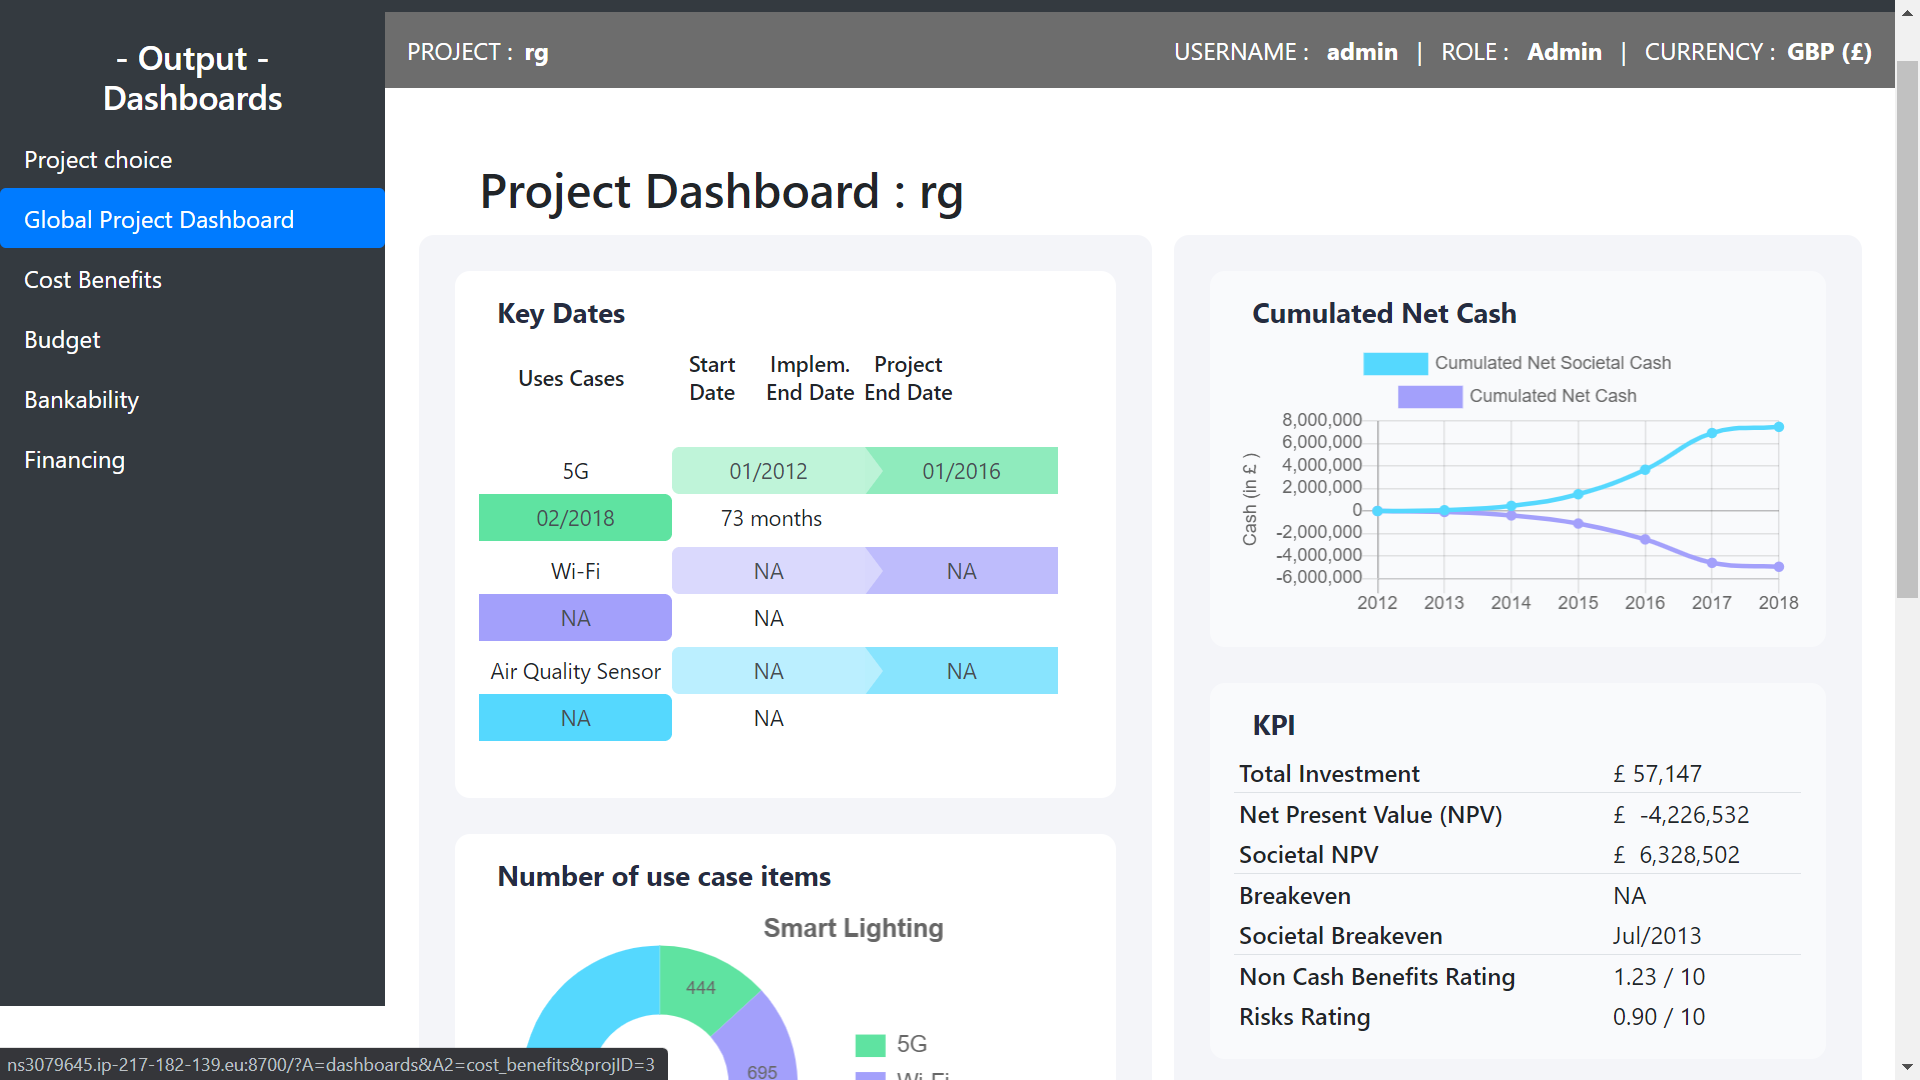 - Output -
Dashboards
Project choice
Global Project Dashboard
Cost Benefits
Budget
Bankability
Financing
PROJECT : rg
USERNAME : admin | ROLE : Admin | CURRENCY : GBP (£)
Project Dashboard : rg
Key Dates
Uses Cases
Start Date
Implem. End Date
Project End Date
5G 01/2012 01/2016
02/2018 73 months
Wi-Fi NA NA
NA NA
Air Quality Sensor NA NA
NA NA
Number of use case items
Smart Lighting
444
695
5G
Wi-Fi
Cumulated Net Cash
Cumulated Net Societal Cash
Cumulated Net Cash
Cash (in £ )
8,000,000
6,000,000
4,000,000
2,000,000
0
-2,000,000
-4,000,000
-6,000,000
2012 2013 2014 2015 2016 2017 2018
KPI
Total Investment £ 57,147
Net Present Value (NPV) £ -4,226,532
Societal NPV £ 6,328,502
Breakeven NA
Societal Breakeven Jul/2013
Non Cash Benefits Rating 1.23 / 10
Risks Rating 0.90 / 10
ns3079645.ip-217-182-139.eu:8700/?A=dashboards&A2=cost_benefits&projID=3